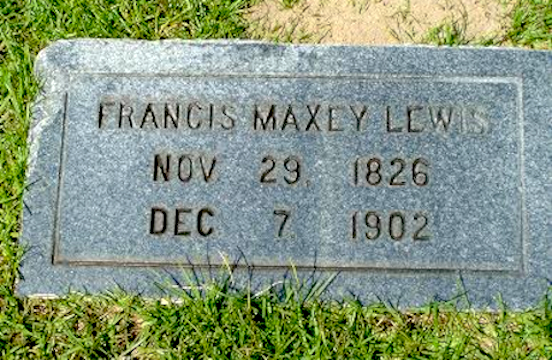 FRANCIS MAXEY LEWIS
NOV 29, 1826
DEC 7 1902